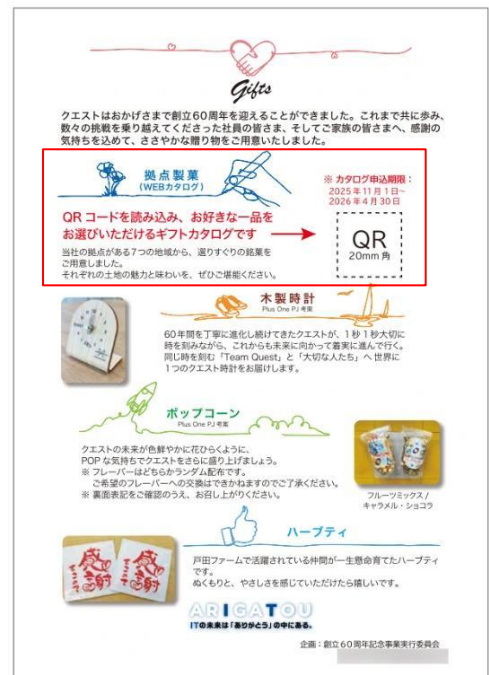 Gifts
クエストはおかげさまで創立60周年を迎えることができました。これまで共に歩み、
数々の挑戦を乗り越えてくださった社員の皆さま、そしてご家族の皆さまへ、感謝の
気持ちを込めて、ささやかな贈り物をご用意いたしました。
拠点製菓
(WEBカタログ)
QRコードを読み込み、お好きな一品を
お選びいただけるギフトカタログです
当社の拠点がある7つの地域から、選りすぐりの銘菓を
ご用意しました。
それぞれの土地の魅力と味わいを、ぜひご堪能ください。
※ カタログ申込期限:
2025年11月1日~
2026年4月30日
QR
20mm角
木製時計
Plus One PJ 考案
60年間を丁寧に進化し続けてきたクエストが、1秒1秒大切に
時を刻みながら、これからも未来に向かって着実に進んで行く。
同じ時を刻む「Team Quest」と「大切な人たち」へ 世界に
1つのクエスト時計をお届けします。
ポップコーン
Plus One PJ 考案
クエストの未来が色鮮やかに花ひらくように、
POPな気持ちでクエストをさらに盛り上げましょう。
※ フレーバーはどちらかランダム配布です。
ご希望のフレーバーへの交換はできかねますのでご了承ください。
※ 裏面表記をご確認のうえ、お召し上がりください。
フルーツミックス /
キャラメル・ショコラ
ハーブティ
戸田ファームで活躍されている仲間が一生懸命育てたハーブティ
です。
ぬくもりと、やさしさを感じていただけたら嬉しいです。
ARIGATOU
ITの未来は「ありがとう」の中にある。
企画:創立60周年記念事業実行委員会